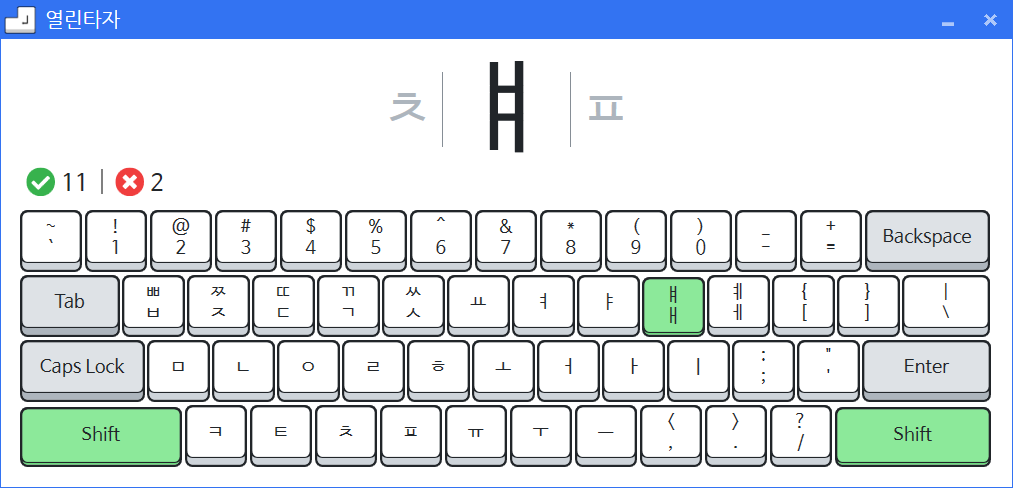 열린타자
ㅊ ㅒ ㅍ
11 | 2
~ ! @ # $ % ^ & * ( ) _ +
` 1 2 3 4 5 6 7 8 9 0 - = Backspace
Tab ㅃ ㅉ ㄸ ㄲ ㅆ ㅛ ㅕ ㅑ ㅒ ㅖ { } |
ㅂ ㅈ ㄷ ㄱ ㅅ ㅐ ㅔ [ ] \
Caps Lock ㅁ ㄴ ㅇ ㄹ ㅎ ㅗ ㅓ ㅏ ㅣ : " Enter
; '
Shift ㅋ ㅌ ㅊ ㅍ ㅠ ㅜ ㅡ 〈 〉 ? Shift
, . /